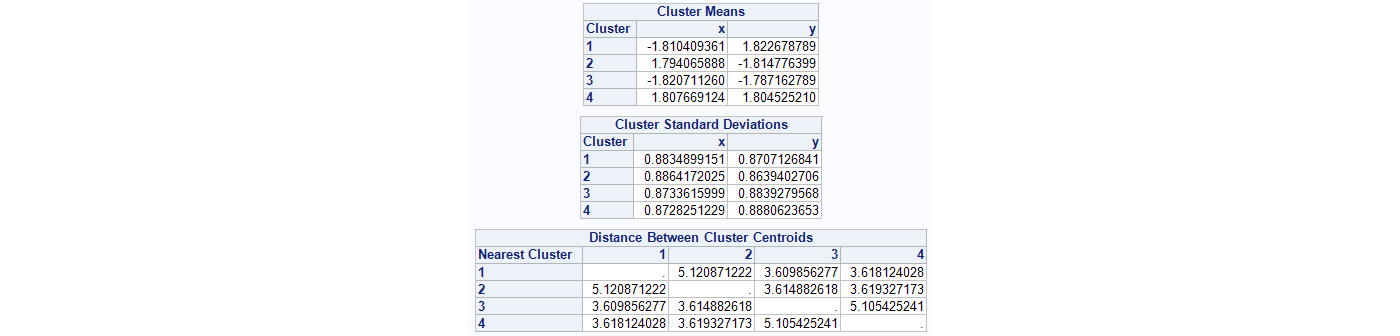 Cluster Means
Cluster x y
1 -1.810409361 1.822678789
2 1.794065888 -1.814776399
3 -1.820711260 -1.787162789
4 1.807669124 1.804525210
Cluster Standard Deviations
Cluster x y
1 0.8834899151 0.8707126841
2 0.8864172025 0.8639402706
3 0.8733615999 0.8839279568
4 0.8728251229 0.8880623653
Distance Between Cluster Centroids
Nearest Cluster 1 2 3 4
1 . 5.120871222 3.609856277 3.618124028
2 5.120871222 . 3.614882618 3.619327173
3 3.609856277 3.614882618 . 5.105425241
4 3.618124028 3.619327173 5.105425241 .